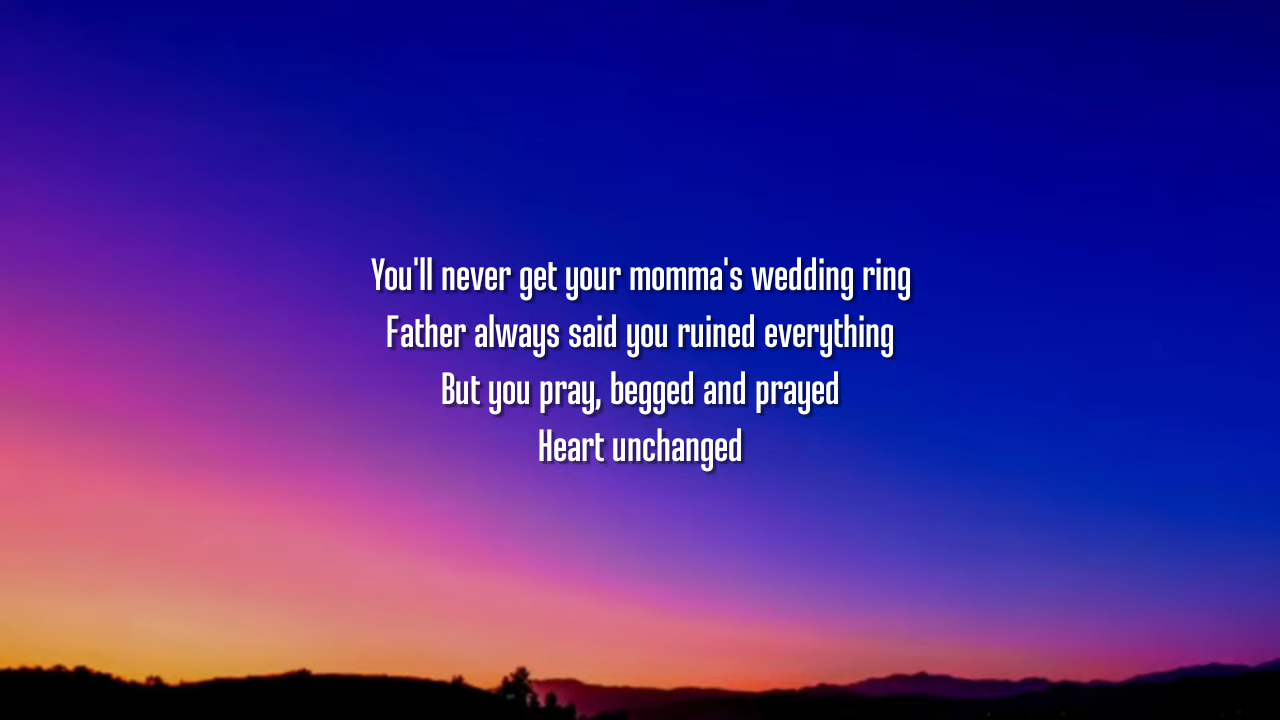 You'll never get your momma's wedding ring
Father always said you ruined everything
But you pray, begged and prayed
Heart unchanged